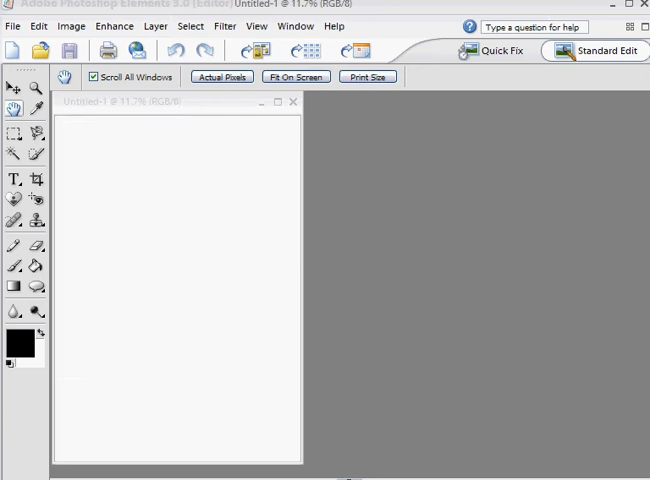 Adobe Photoshop Elements 5.0 [Editor] Untitled-1 @ 11.7% (RGB/8)
File Edit Image Enhance Layer Select Filter View Window Help Type a question for help
Quick Fix Standard Edit
Scroll All Windows Actual Pixels Fit On Screen Print Size
Untitled-1 @ 11.7% (RGB/8)
T